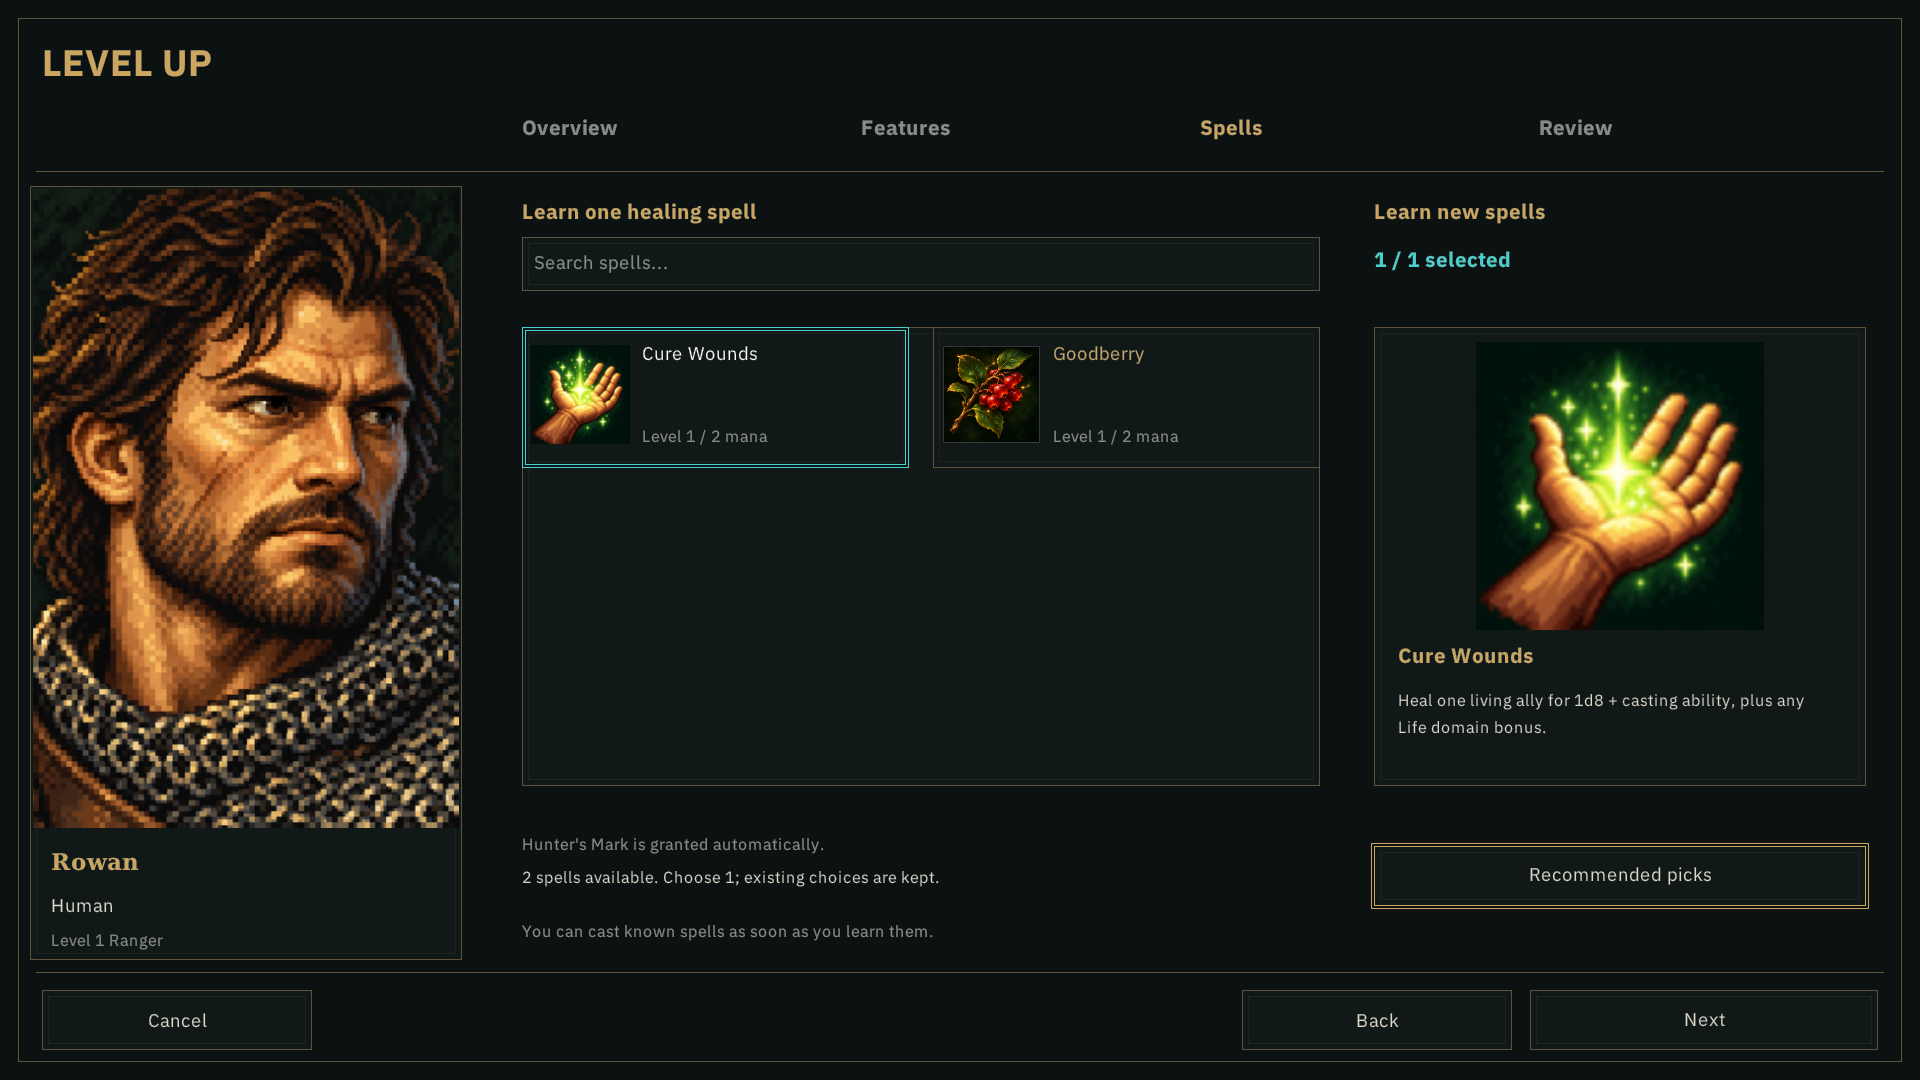 LEVEL UP
Overview
Features
Spells
Review
Learn one healing spell
Search spells...
Cure Wounds
Level 1 / 2 mana
Goodberry
Level 1 / 2 mana
Learn new spells
1 / 1 selected
Cure Wounds
Heal one living ally for 1d8 + casting ability, plus any
Life domain bonus.
Rowan
Human
Level 1 Ranger
Hunter's Mark is granted automatically.
2 spells available. Choose 1; existing choices are kept.
You can cast known spells as soon as you learn them.
Recommended picks
Cancel
Back
Next